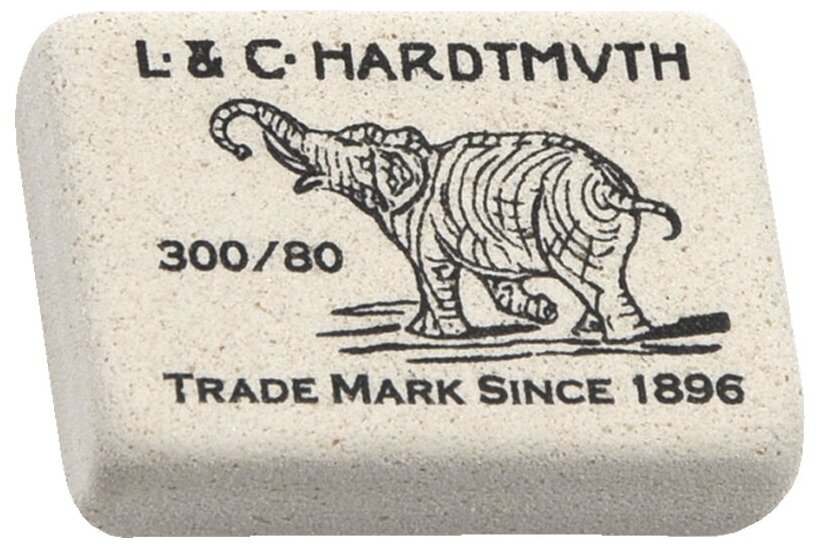 L. & C. HARDTMVTH
300/80
TRADE MARK SINCE 1896